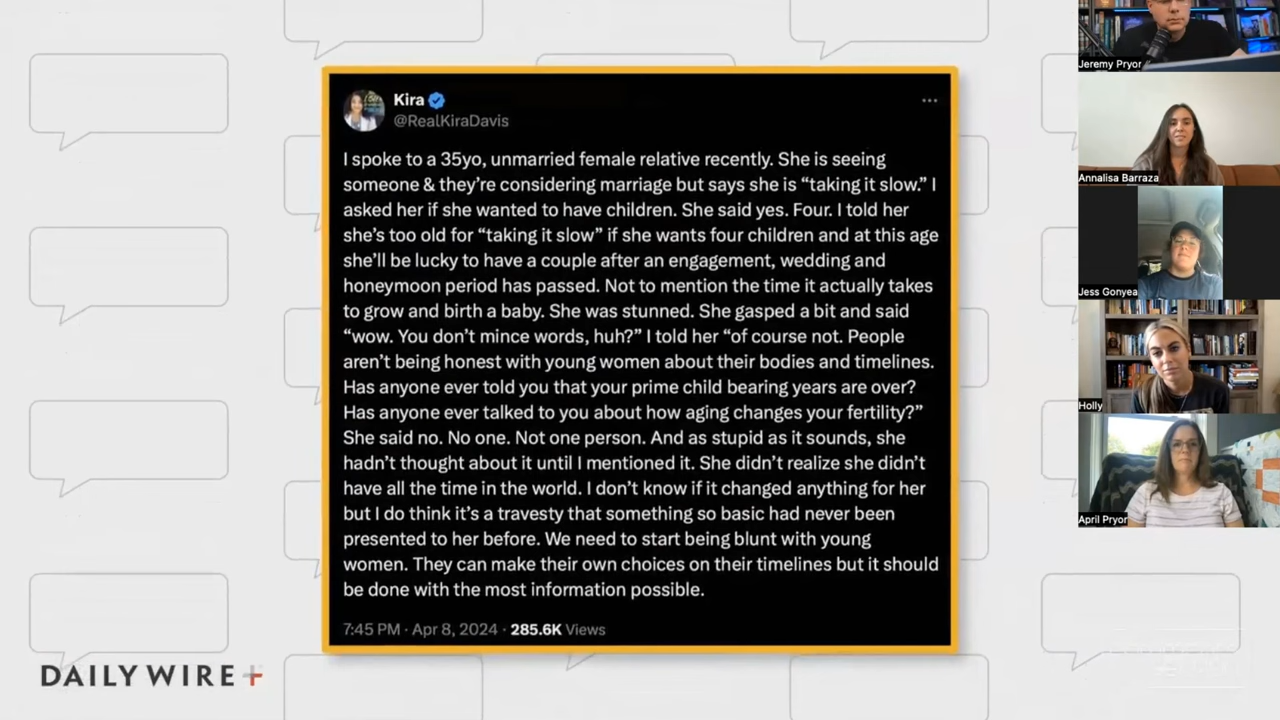 Kira
@RealKiraDavis
I spoke to a 35yo, unmarried female relative recently. She is seeing
someone & they're considering marriage but says she is “taking it slow.” I
asked her if she wanted to have children. She said yes. Four. I told her
she's too old for “taking it slow” if she wants four children and at this age
she'll be lucky to have a couple after an engagement, wedding and
honeymoon period has passed. Not to mention the time it actually takes
to grow and birth a baby. She was stunned. She gasped a bit and said
“wow. You don't mince words, huh?” I told her “of course not. People
aren't being honest with young women about their bodies and timelines.
Has anyone ever told you that your prime child bearing years are over?
Has anyone ever talked to you about how aging changes your fertility?”
She said no. No one. Not one person. And as stupid as it sounds, she
hadn't thought about it until I mentioned it. She didn't realize she didn't
have all the time in the world. I don't know if it changed anything for her
but I do think it's a travesty that something so basic had never been
presented to her before. We need to start being blunt with young
women. They can make their own choices on their timelines but it should
be done with the most information possible.
7:45 PM · Apr 8, 2024 · 285.6K Views
DAILYWIRE+
Jeremy Pryor
Annalisa Barraza
Jess Gonyea
Holly
April Pryor